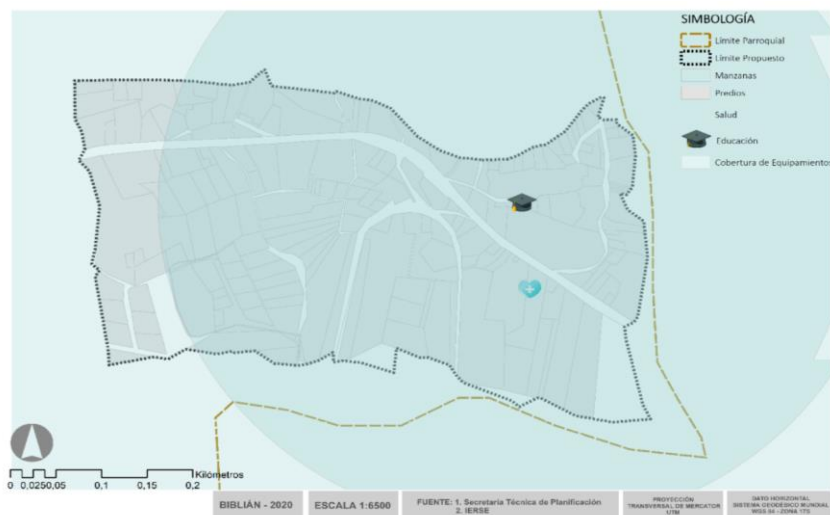 SIMBOLOGÍA
Límite Parroquial
Límite Propuesto
Manzanas
Predios
Salud
Educación
Cobertura de Equipamientos
Kilómetros
0 0,0250,05 0,1 0,15 0,2
BIBLIÁN - 2020
ESCALA 1:6500
FUENTE: 1. Secretaría Técnica de Planificación
2. IERSE
PROYECCIÓN
TRANSVERSAL DE MERCATOR
UTM
DATO HORIZONTAL
SISTEMA GEODÉSICO MUNDIAL
WGS 84 - ZONA 17S